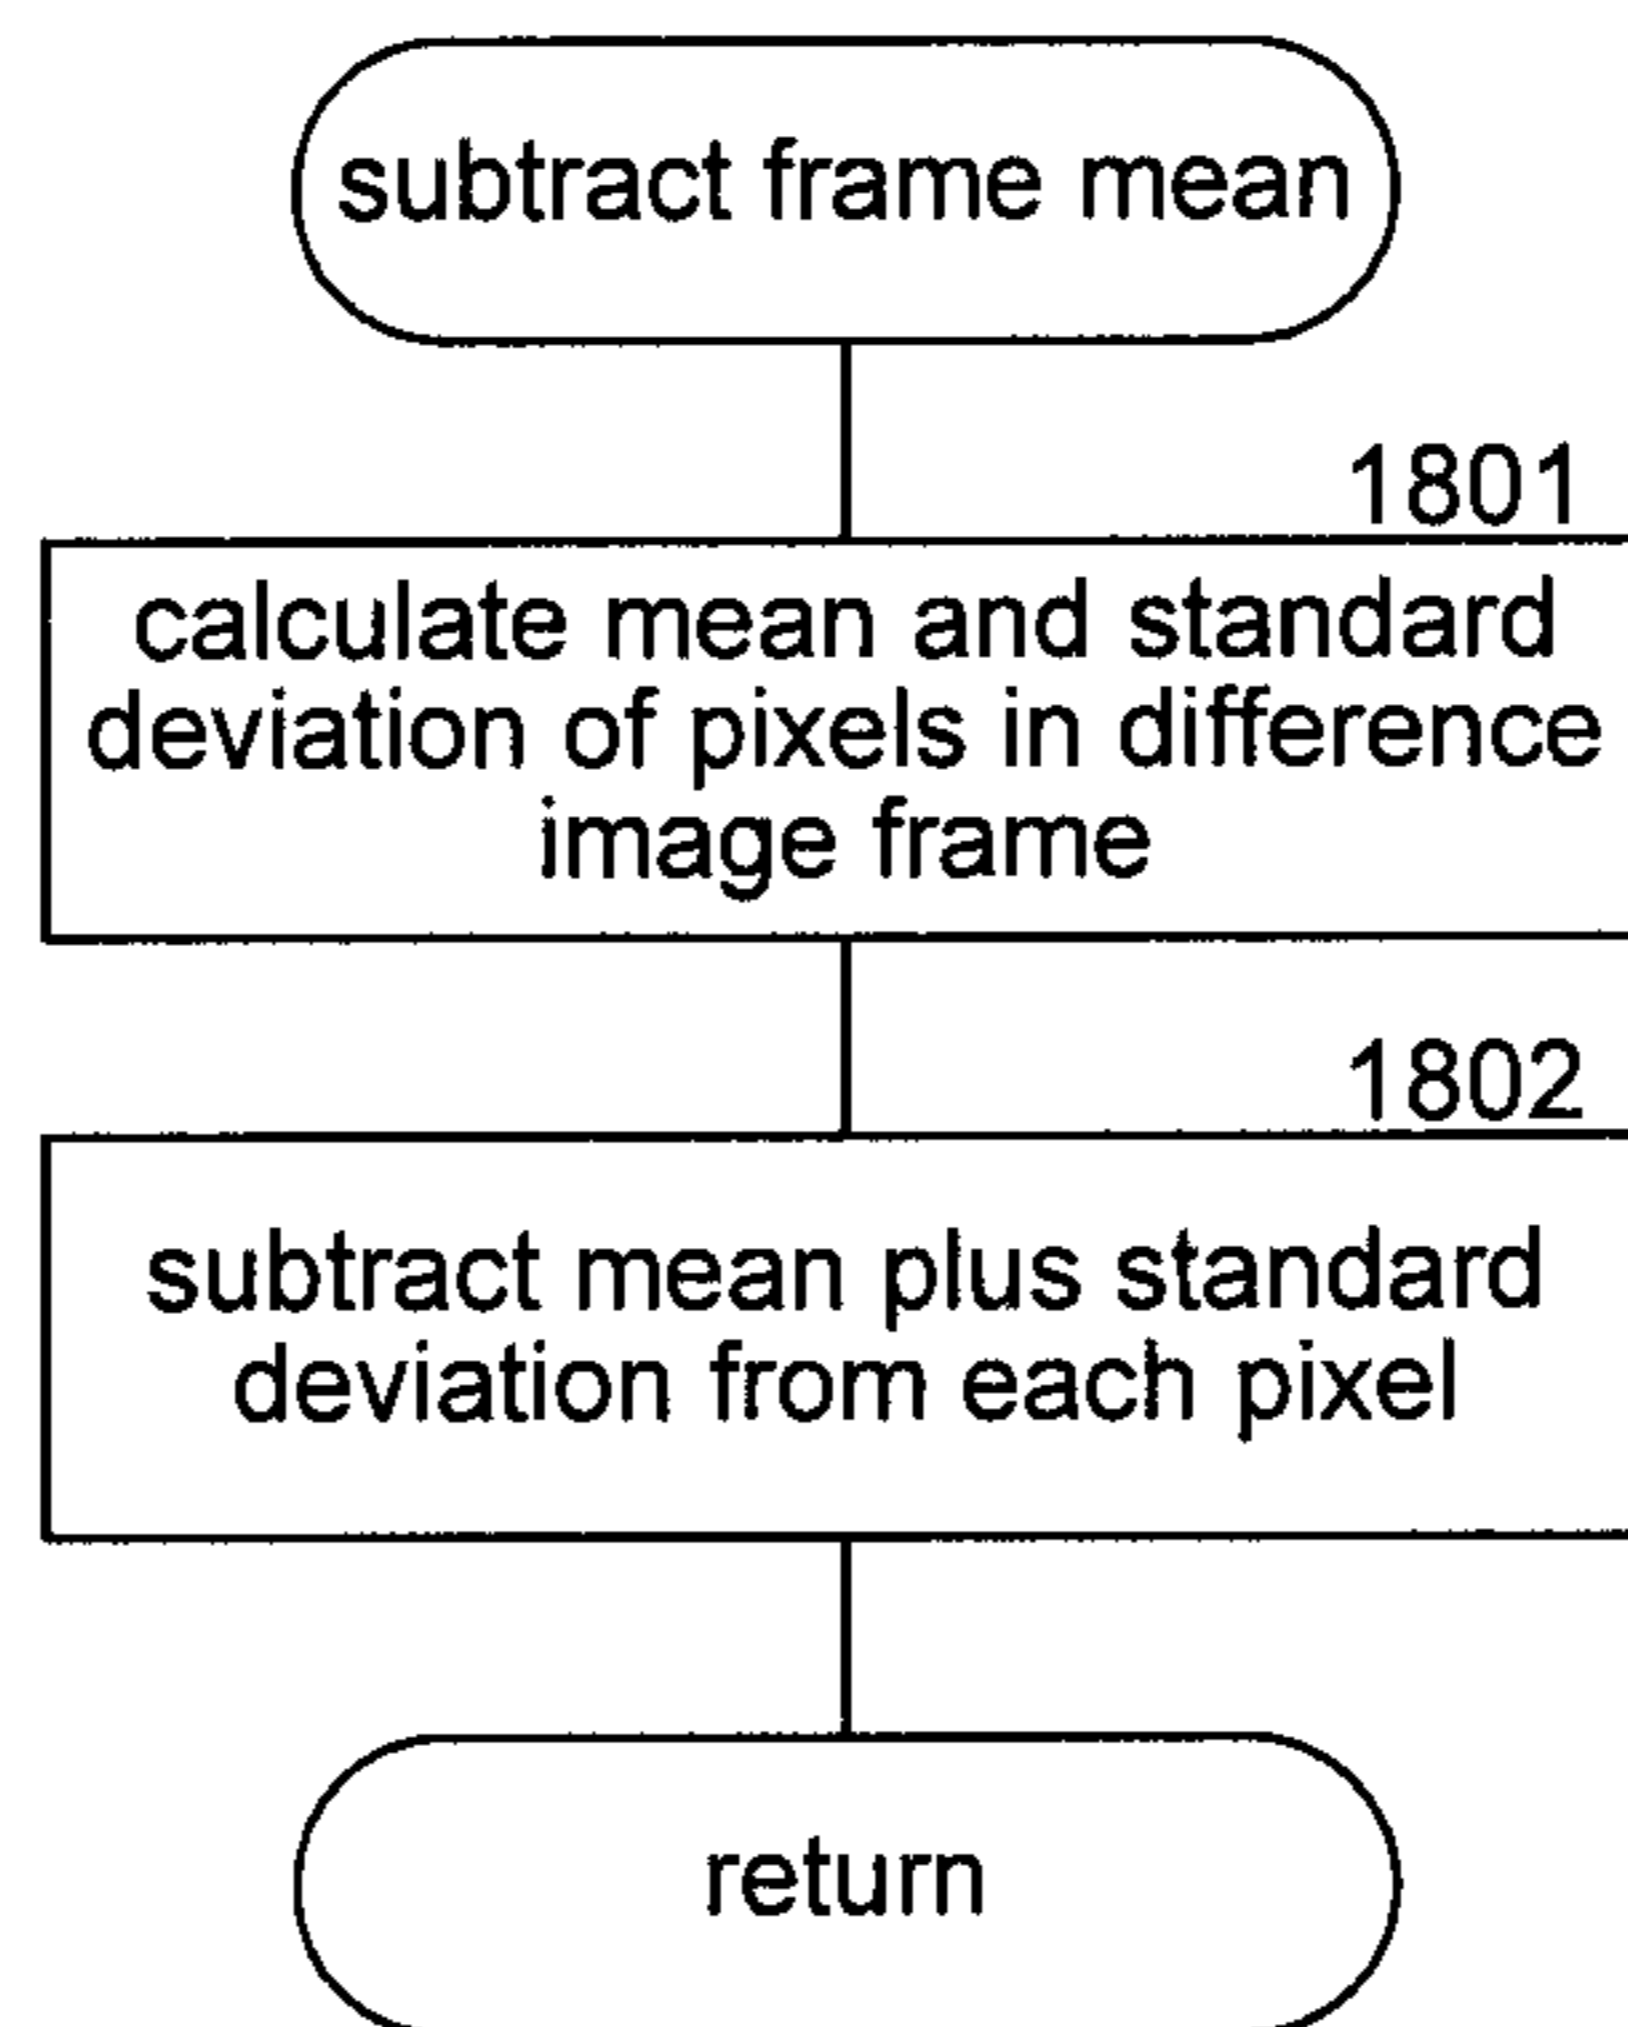 subtract frame mean
1801
calculate mean and standard
deviation of pixels in difference
image frame
1802
subtract mean plus standard
deviation from each pixel
return